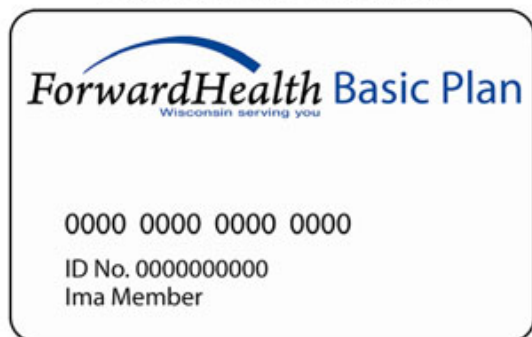 ForwardHealth Basic Plan
Wisconsin serving you
0000 0000 0000 0000
ID No. 0000000000
Ima Member